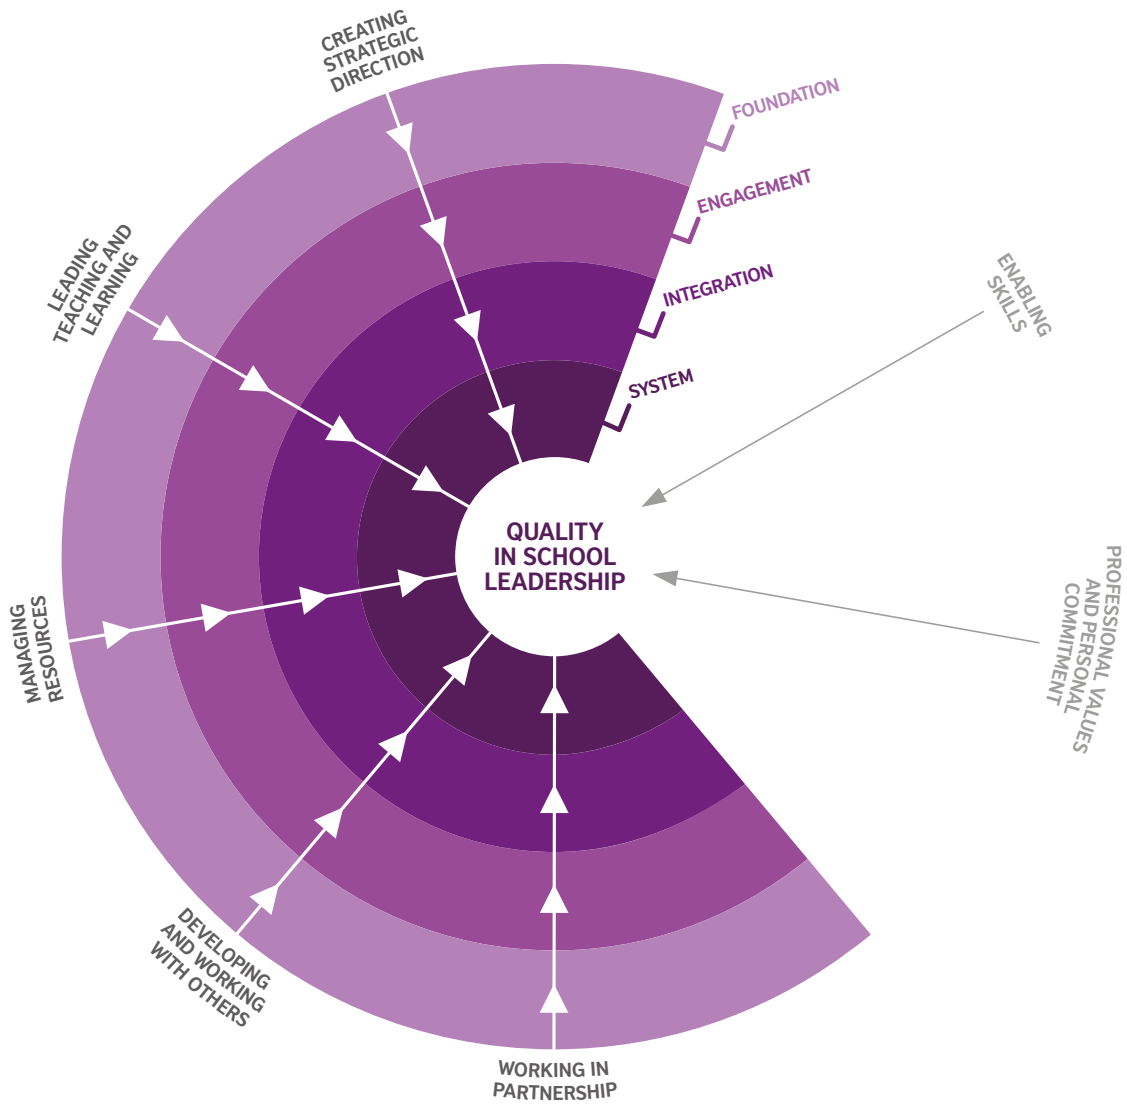 CREATING
STRATEGIC
DIRECTION
FOUNDATION
ENGAGEMENT
INTEGRATION
SYSTEM
LEADING
TEACHING AND
LEARNING
ENABLING
SKILLS
QUALITY
IN SCHOOL
LEADERSHIP
PROFESSIONAL VALUES
AND PERSONAL
COMMITMENT
MANAGING
RESOURCES
DEVELOPING
AND WORKING
WITH OTHERS
WORKING IN
PARTNERSHIP